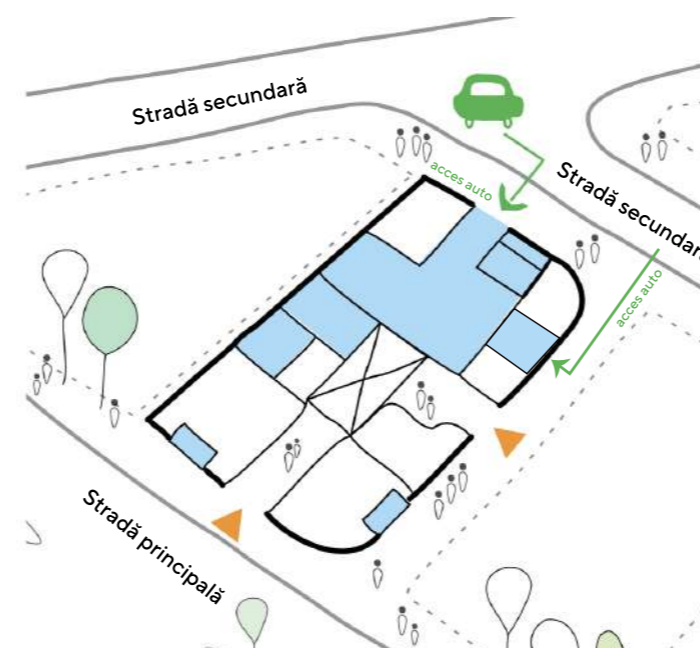 Stradă secundară
acces auto
Stradă secundar
acces auto
Stradă principală